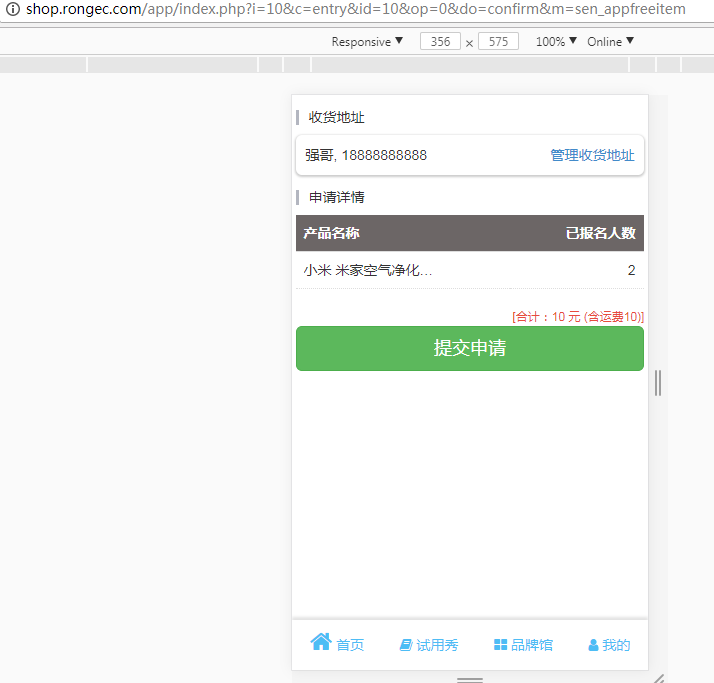 shop.rongec.com/app/index.php?i=10&c=entry&id=10&op=0&do=confirm&m=sen_appfreeitem
Responsive 356 × 575 100% Online
收货地址
强哥, 18888888888 管理收货地址
申请详情
产品名称 已报名人数
小米 米家空气净化... 2
[合计：10 元 (含运费10)]
提交申请
首页 试用秀 品牌馆 我的